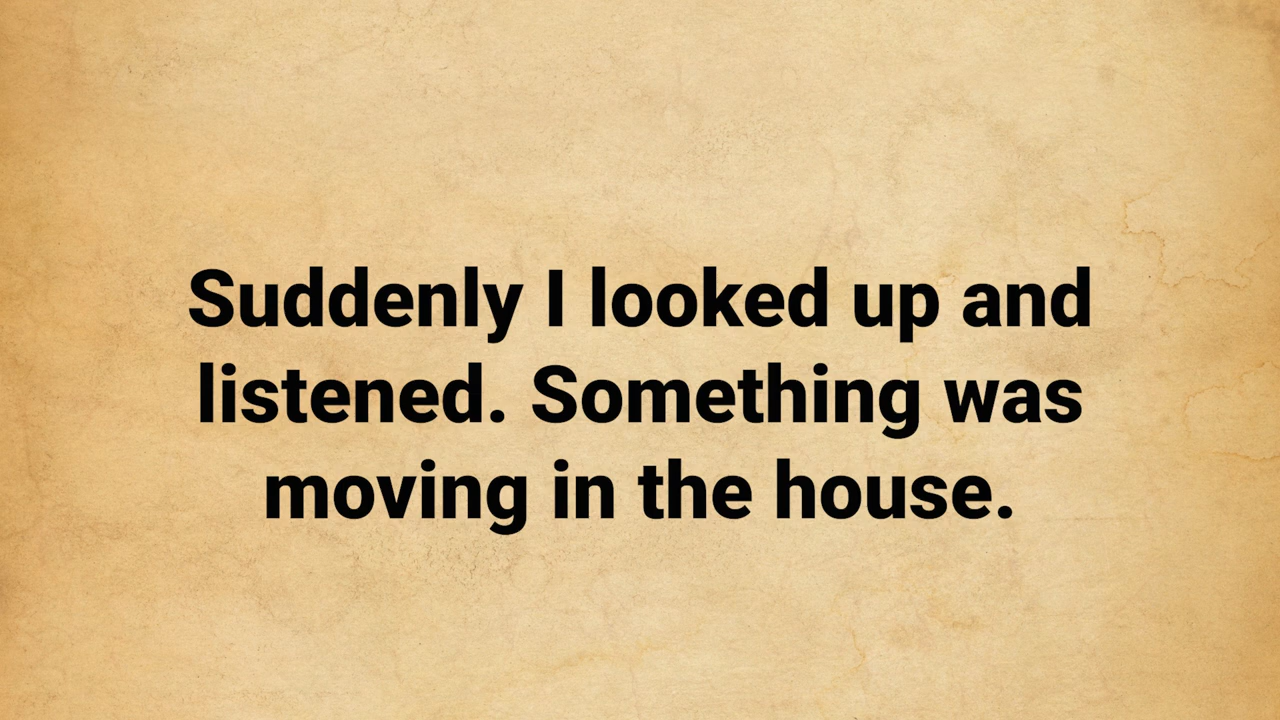 Suddenly I looked up and
listened. Something was
moving in the house.